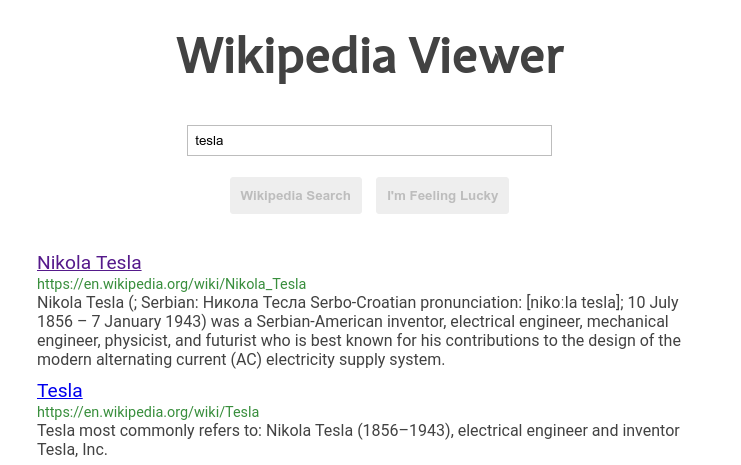 Wikipedia Viewer
tesla
Wikipedia Search
I'm Feeling Lucky
Nikola Tesla
https://en.wikipedia.org/wiki/Nikola_Tesla
Nikola Tesla (; Serbian: Никола Тесла Serbo-Croatian pronunciation: [nikoːla tesla]; 10 July
1856 – 7 January 1943) was a Serbian-American inventor, electrical engineer, mechanical
engineer, physicist, and futurist who is best known for his contributions to the design of the
modern alternating current (AC) electricity supply system.
Tesla
https://en.wikipedia.org/wiki/Tesla
Tesla most commonly refers to: Nikola Tesla (1856–1943), electrical engineer and inventor
Tesla, Inc.